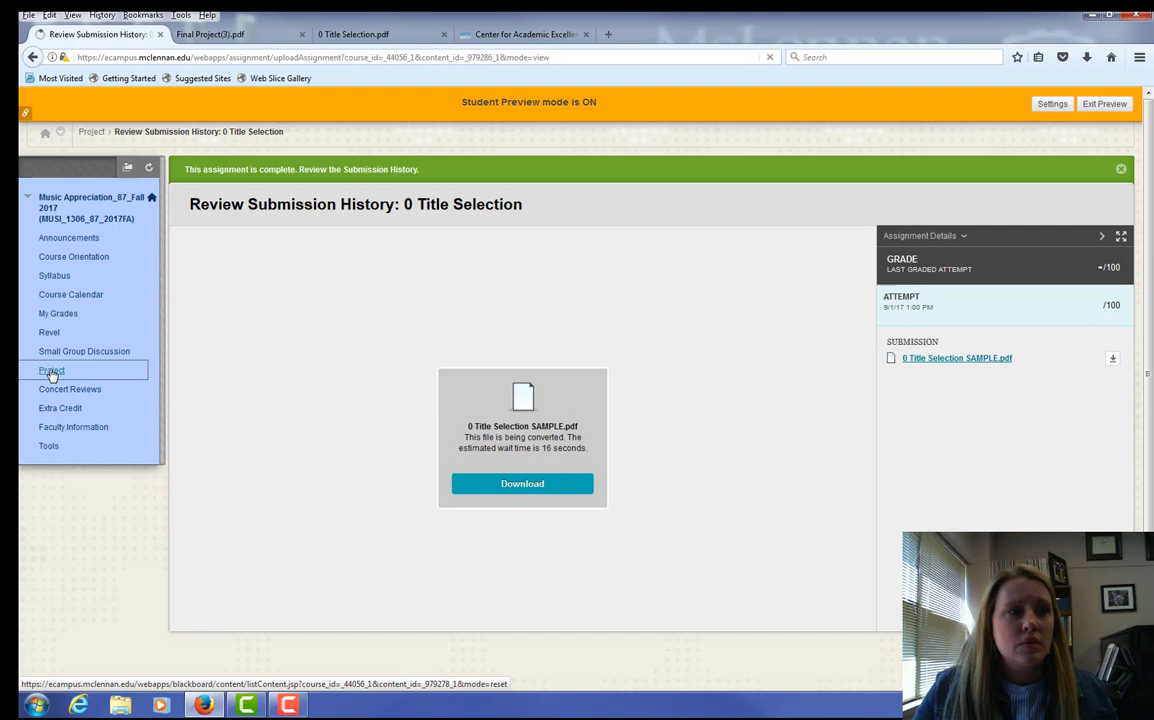 File Edit View History Bookmarks Tools Help
Review Submission History: × Final Project(3).pdf × 0 Title Selection.pdf × Center for Academic Excelle × +
https://ecampus.mclennan.edu/webapps/assignment/uploadAssignment?course_id=_44056_1&content_id=_979286_1&mode=view
Search
Most Visited Getting Started Suggested Sites Web Slice Gallery
Student Preview mode is ON
Settings
Exit Preview
Project > Review Submission History: 0 Title Selection
Music Appreciation_87_Fall
2017
(MUSI_1306_87_2017FA)
Announcements
Course Orientation
Syllabus
Course Calendar
My Grades
Revel
Small Group Discussion
Project
Concert Reviews
Extra Credit
Faculty Information
Tools
This assignment is complete. Review the Submission History.
Review Submission History: 0 Title Selection
0 Title Selection SAMPLE.pdf
This file is being converted. The
estimated wait time is 16 seconds.
Download
Assignment Details
GRADE
LAST GRADED ATTEMPT
-/100
ATTEMPT
9/1/17 1:00 PM
/100
SUBMISSION
0 Title Selection SAMPLE.pdf
https://ecampus.mclennan.edu/webapps/blackboard/content/listContent.jsp?course_id=_44056_1&content_id=_979278_1&mode=reset